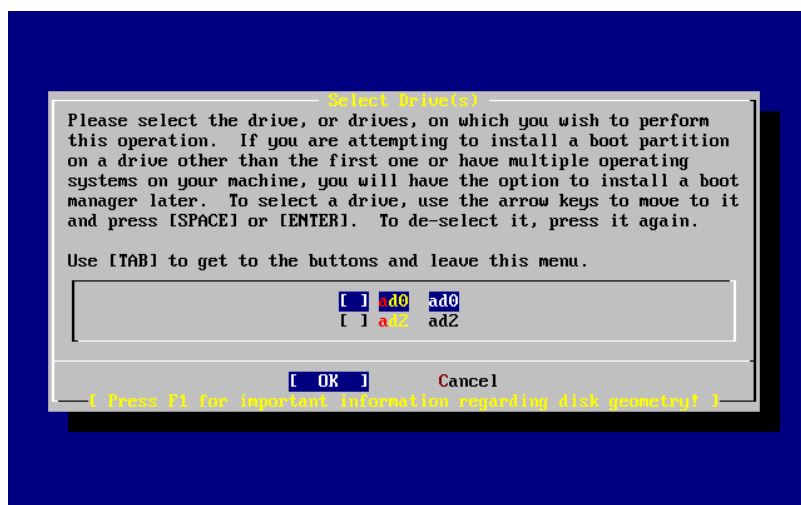 Select Drive(s)
Please select the drive, or drives, on which you wish to perform
this operation.  If you are attempting to install a boot partition
on a drive other than the first one or have multiple operating
systems on your machine, you will have the option to install a boot
manager later.  To select a drive, use the arrow keys to move to it
and press [SPACE] or [ENTER].  To de-select it, press it again.
Use [TAB] to get to the buttons and leave this menu.
[ ] ad0  ad0
[ ] ad2  ad2
[  OK  ]       Cancel
[ Press F1 for important information regarding disk geometry! ]